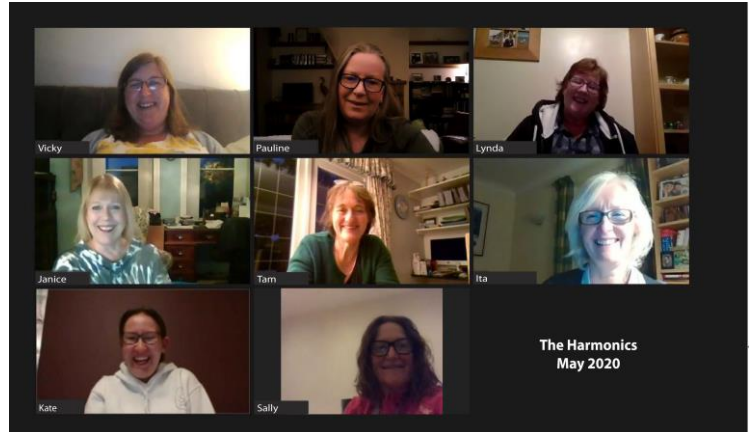 Vicky
Pauline
Lynda
Janice
Tam
Ita
Kate
Sally
The Harmonics
May 2020